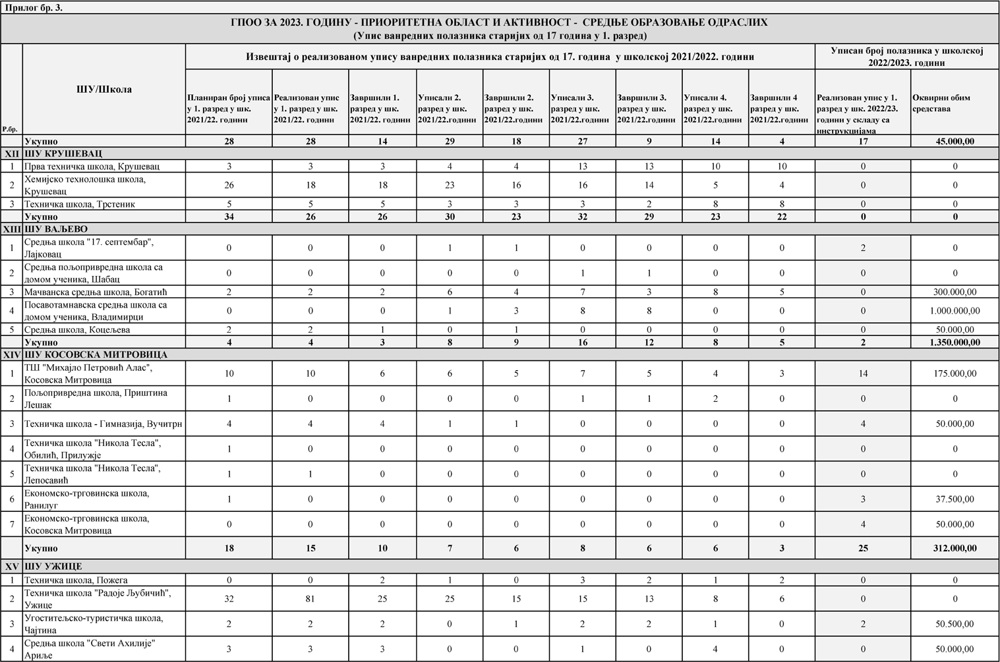 Прилог бр. 3.
ГПОО ЗА 2023. ГОДИНУ - ПРИОРИТЕТНА ОБЛАСТ И АКТИВНОСТ - СРЕДЊЕ ОБРАЗОВАЊЕ ОДРАСЛИХ
(Упис ванредних полазника старијих од 17 година у 1. разред)
Р.бр.
ШУ/Школа
Извештај о реализованом упису ванредних полазника старијих од 17. година у школској 2021/2022. години
Уписан број полазника у школској
2022/2023. години
Планиран број уписа
у 1. разред у шк.
2021/22. години
Реализован упис
у 1. разред у шк.
2021/22. години
Завршили 1.
разред у шк.
2021/22. години
Уписали 2.
разред у шк.
2021/22.години
Завршили 2.
разред у шк.
2021/22.години
Уписали 3.
разред у шк.
2021/22.години
Завршили 3.
разред у шк.
2021/22.години
Уписали 4.
разред у шк.
2021/22.години
Завршили 4
разред у шк.
2021/22.години
Реализован упис у 1.
разред у шк. 2022/23.
години у складу са
инструкцијама
Оквирни обим
средстава
Укупно 28 28 14 29 18 27 9 14 4 17 45.000,00
XII ШУ КРУШЕВАЦ
1 Прва техничка школа, Крушевац 3 3 3 4 4 13 13 10 10 0 0
2 Хемијско технолошка школа,
Крушевац 26 18 18 23 16 16 14 5 4 0 0
3 Техничка школа, Трстеник 5 5 5 3 3 3 2 8 8 0 0
Укупно 34 26 26 30 23 32 29 23 22 0 0
XIII ШУ ВАЉЕВО
1 Средња школа "17. септембар",
Лајковац 0 0 0 1 1 0 0 0 0 2 0
2 Средња пољопривредна школа са
домом ученика, Шабац 0 0 0 0 0 1 1 0 0 0 0
3 Мачванска средња школа, Богатић 2 2 2 6 4 7 3 8 5 0 300.000,00
4 Посавотамнавска средња школа са
домом ученика, Владимирци 0 0 0 1 3 8 8 0 0 0 1.000.000,00
5 Средња школа, Коцељева 2 2 1 0 1 0 0 0 0 0 50.000,00
Укупно 4 4 3 8 9 16 12 8 5 2 1.350.000,00
XIV ШУ КОСОВСКА МИТРОВИЦА
1 ТШ "Михајло Петровић Алас",
Косовска Митровица 10 10 6 6 5 7 5 4 3 14 175.000,00
2 Пољопривредна школа, Приштина
Лешак 1 0 0 0 0 1 1 2 0 0 0
3 Техничка школа - Гимназија, Вучитрн 4 4 4 1 1 0 0 0 0 4 50.000,00
4 Техничка школа "Никола Тесла",
Обилић, Прилужје 1 0 0 0 0 0 0 0 0 0 0
5 Техничка школа "Никола Тесла",
Лепосавић 1 1 0 0 0 0 0 0 0 0 0
6 Економско-трговинска школа,
Ранилуг 1 0 0 0 0 0 0 0 0 3 37.500,00
7 Економско-трговинска школа,
Косовска Митровица 0 0 0 0 0 0 0 0 0 4 50.000,00
Укупно 18 15 10 7 6 8 6 6 3 25 312.000,00
XV ШУ УЖИЦЕ
1 Техничка школа, Пожега 0 0 2 1 0 3 2 1 2 0 0
2 Техничка школа "Радоје Љубичић",
Ужице 32 81 25 25 15 15 13 8 6 0 0
3 Угоститељско-туристичка школа,
Чајтина 2 2 2 0 1 2 2 1 0 2 50.500,00
4 Средња школа "Свети Ахилије"
Ариље 3 3 3 0 0 1 0 4 0 0 50.000,00